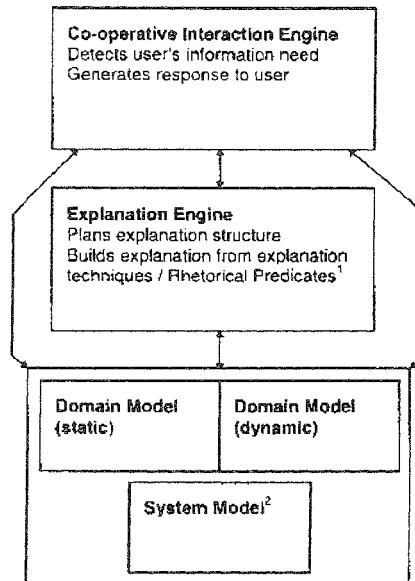 Co-operative Interaction Engine
Detects user's information need
Generates response to user
Explanation Engine
Plans explanation structure
Builds explanation from explanation
techniques / Rhetorical Predicates¹
Domain Model
(static)
Domain Model
(dynamic)
System Model²